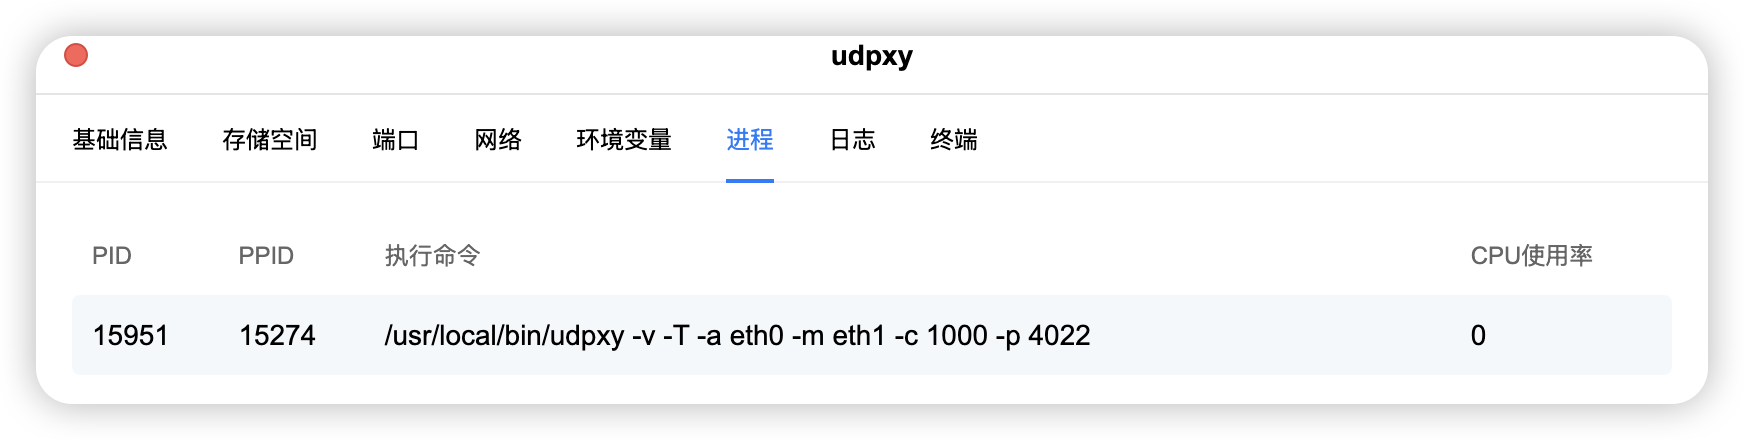 udpxy
基础信息 存储空间 端口 网络 环境变量 进程 日志 终端
PID PPID 执行命令 CPU使用率
15951 15274 /usr/local/bin/udpxy -v -T -a eth0 -m eth1 -c 1000 -p 4022 0